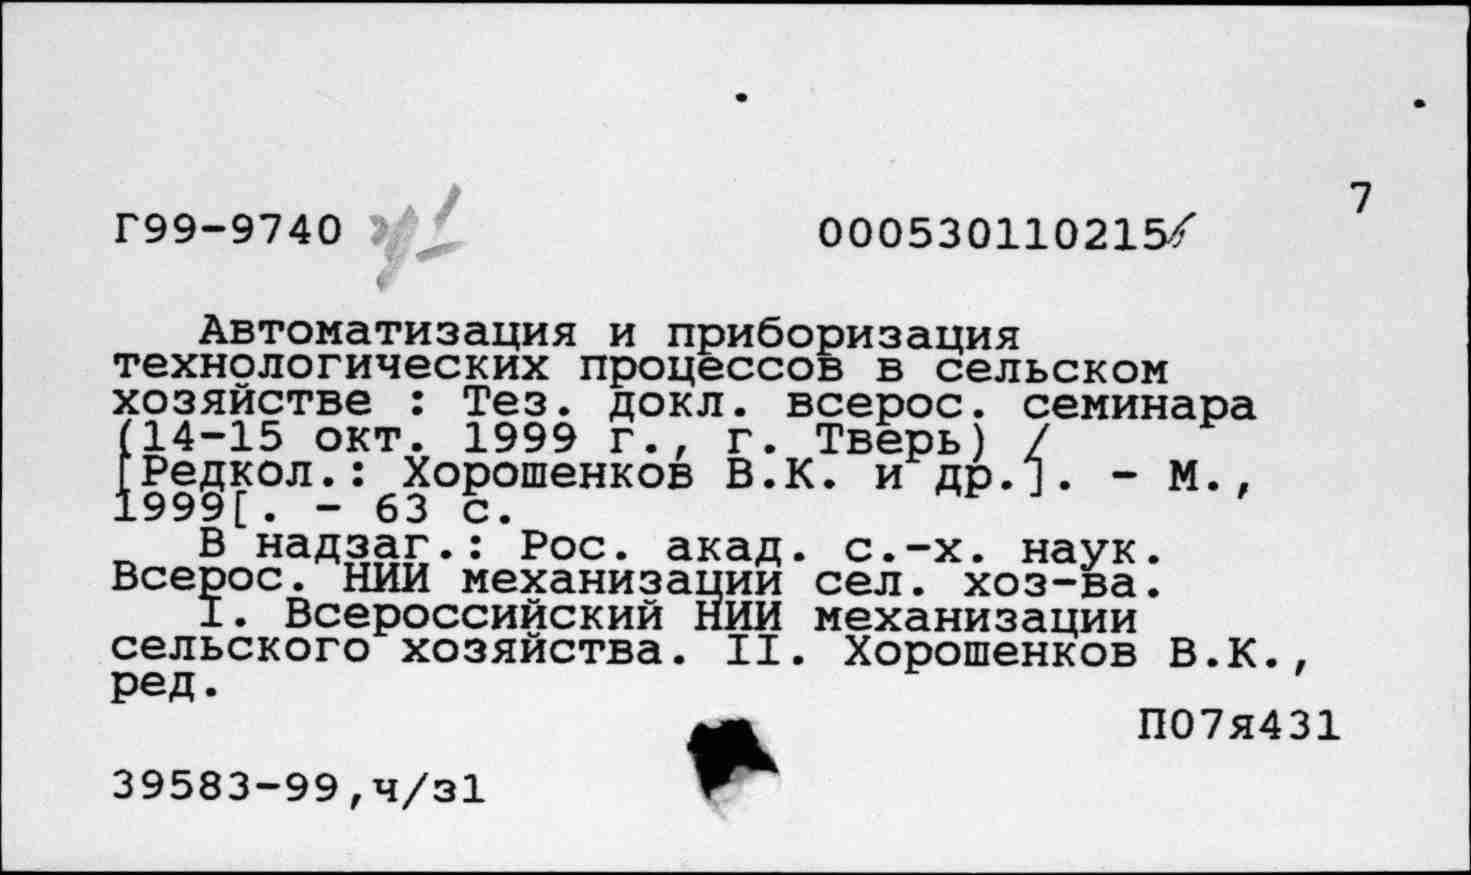 7
Г99-9740
000530110215
Автоматизация и приборизация
технологических процессов в сельском
хозяйстве : Тез. докл. всерос. семинара
(14-15 окт. 1999 г., г. Тверь) /
[Редкол.: Хорошенков В.К. и др.]. - М.,
1999[. - 63 с.
В надзаг.: Рос. акад. с.-х. наук.
Всерос. НИИ механизации сел. хоз-ва.
I. Всероссийский НИИ механизации
сельского хозяйства. II. Хорошенков В.К.,
ред.
П07я431
39583-99,ч/з1